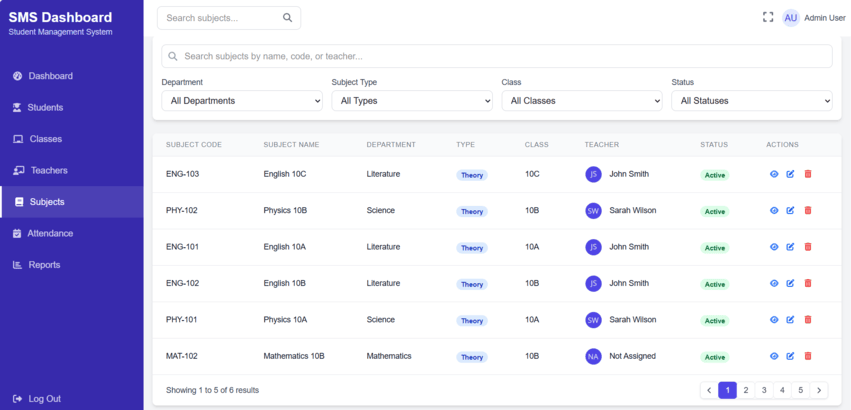 SMS Dashboard
Student Management System
Dashboard
Students
Classes
Teachers
Subjects
Attendance
Reports
Log Out
Search subjects...
AU Admin User
Search subjects by name, code, or teacher...
Department Subject Type Class Status
All Departments All Types All Classes All Statuses
SUBJECT CODE SUBJECT NAME DEPARTMENT TYPE CLASS TEACHER STATUS ACTIONS
ENG-103 English 10C Literature Theory 10C JS John Smith Active
PHY-102 Physics 10B Science Theory 10B SW Sarah Wilson Active
ENG-101 English 10A Literature Theory 10A JS John Smith Active
ENG-102 English 10B Literature Theory 10B JS John Smith Active
PHY-101 Physics 10A Science Theory 10A SW Sarah Wilson Active
MAT-102 Mathematics 10B Mathematics Theory 10B NA Not Assigned Active
Showing 1 to 5 of 6 results 1 2 3 4 5